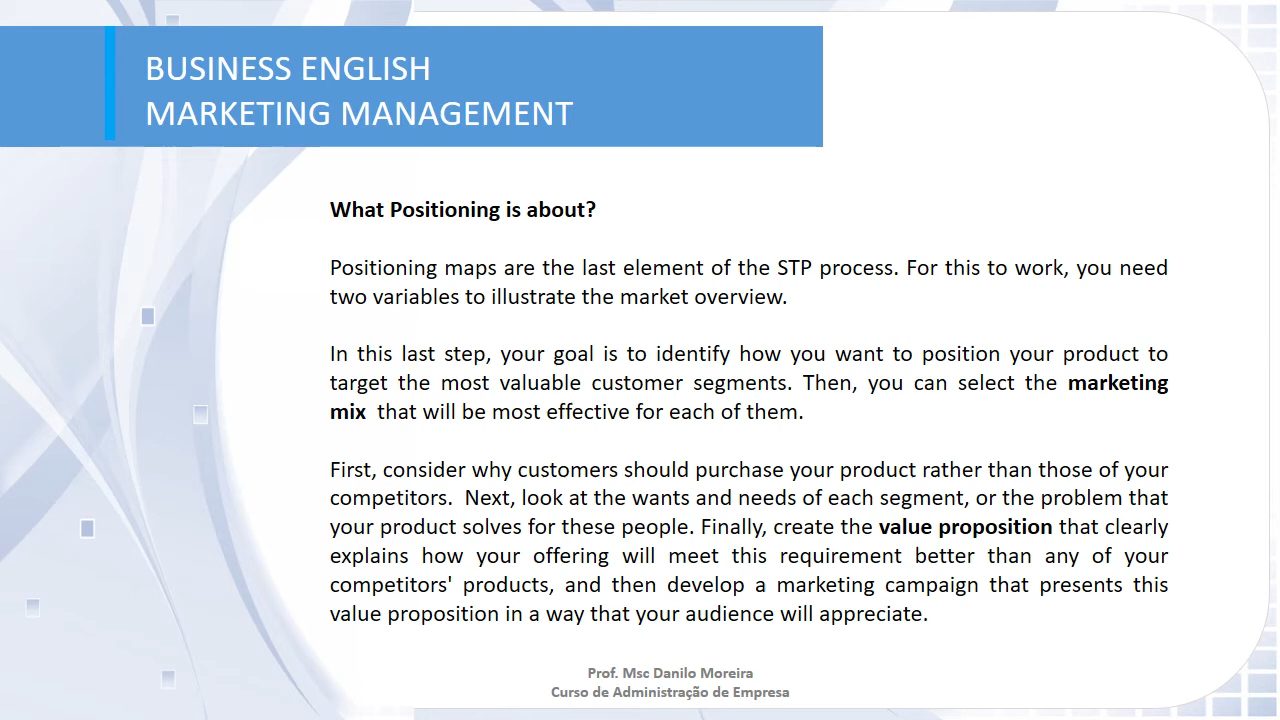 BUSINESS ENGLISH
MARKETING MANAGEMENT
What Positioning is about?
Positioning maps are the last element of the STP process. For this to work, you need
two variables to illustrate the market overview.
In this last step, your goal is to identify how you want to position your product to
target the most valuable customer segments. Then, you can select the marketing
mix  that will be most effective for each of them.
First, consider why customers should purchase your product rather than those of your
competitors.  Next, look at the wants and needs of each segment, or the problem that
your product solves for these people. Finally, create the value proposition that clearly
explains how your offering will meet this requirement better than any of your
competitors' products, and then develop a marketing campaign that presents this
value proposition in a way that your audience will appreciate.
Prof. Msc Danilo Moreira
Curso de Administração de Empresa